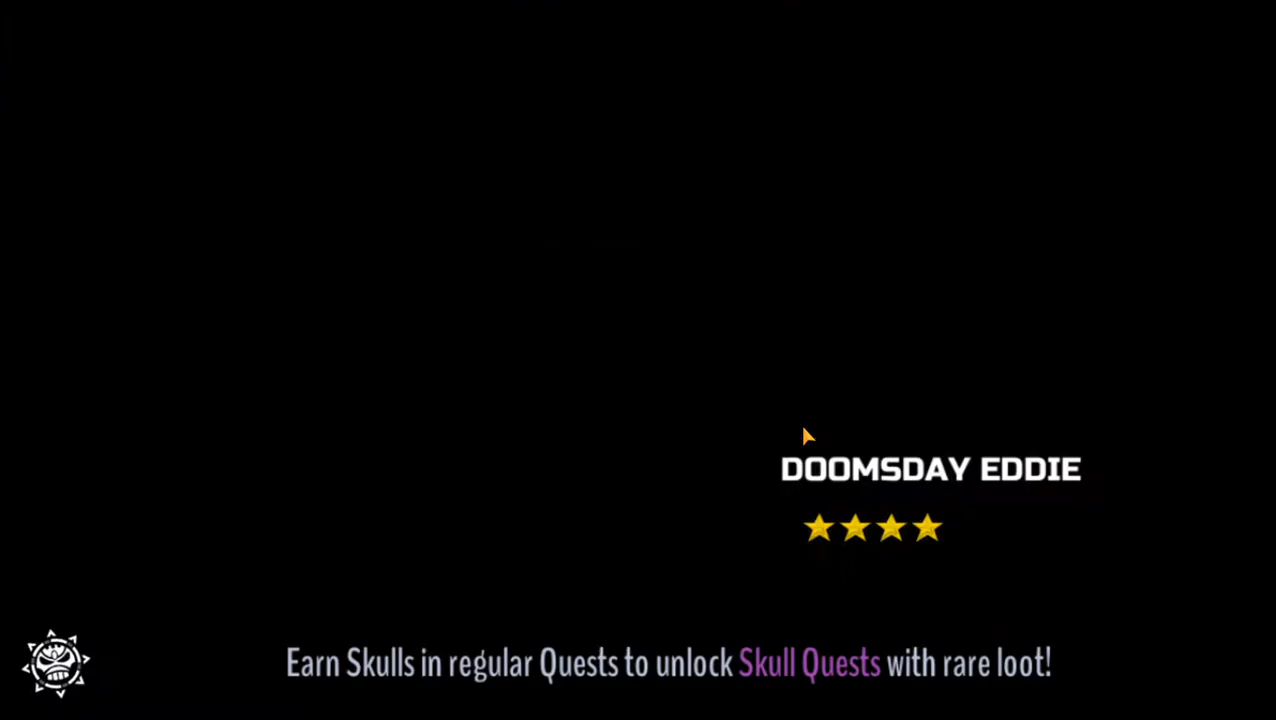 DOOMSDAY EDDIE
Earn Skulls in regular Quests to unlock Skull Quests with rare loot!